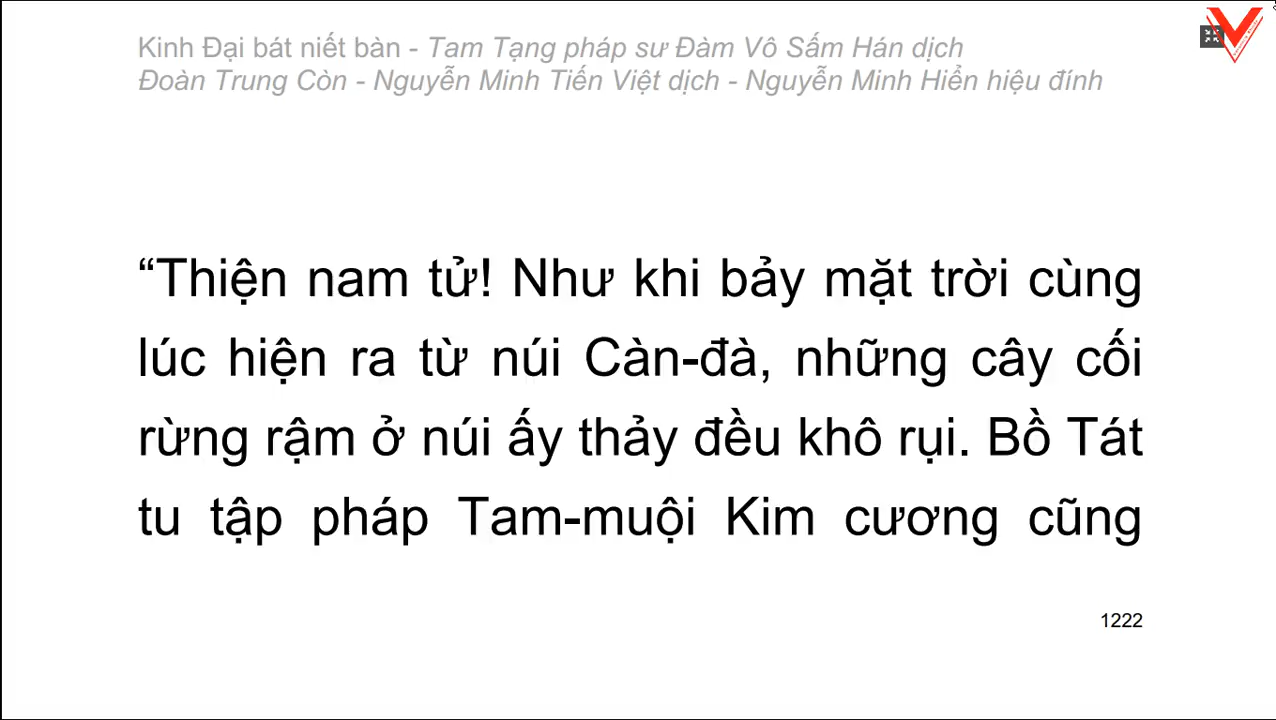 Kinh Đại bát niết bàn - Tam Tạng pháp sư Đàm Vô Sấm Hán dịch
Đoàn Trung Còn - Nguyễn Minh Tiến Việt dịch - Nguyễn Minh Hiển hiệu đính
“Thiện nam tử! Như khi bảy mặt trời cùng
lúc hiện ra từ núi Càn-đà, những cây cối
rừng rậm ở núi ấy thảy đều khô rụi. Bồ Tát
tu tập pháp Tam-muội Kim cương cũng
1222